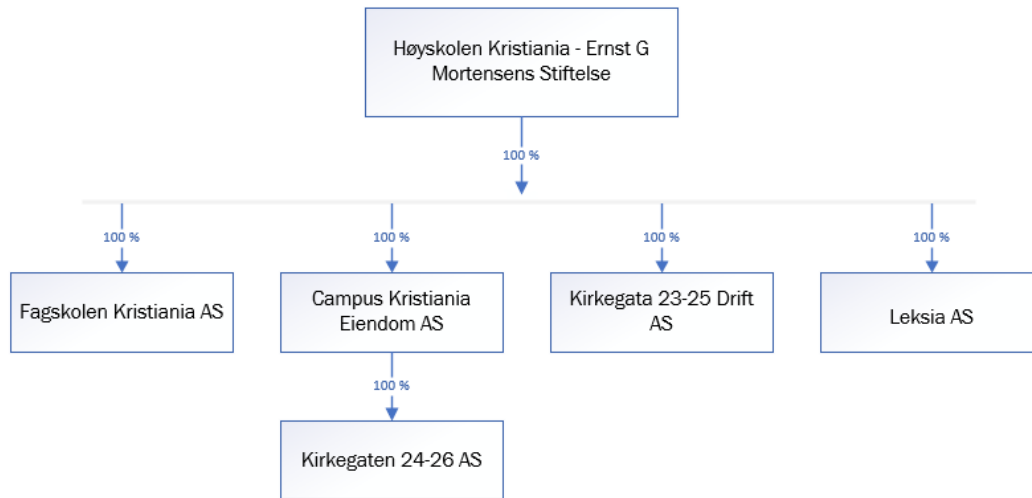 Høyskolen Kristiania - Ernst G
Mortensens Stiftelse
100 %
100 %
100 %
100 %
100 %
Fagskolen Kristiania AS
Campus Kristiania
Eiendom AS
Kirkegata 23-25 Drift
AS
Leksia AS
100 %
Kirkegaten 24-26 AS